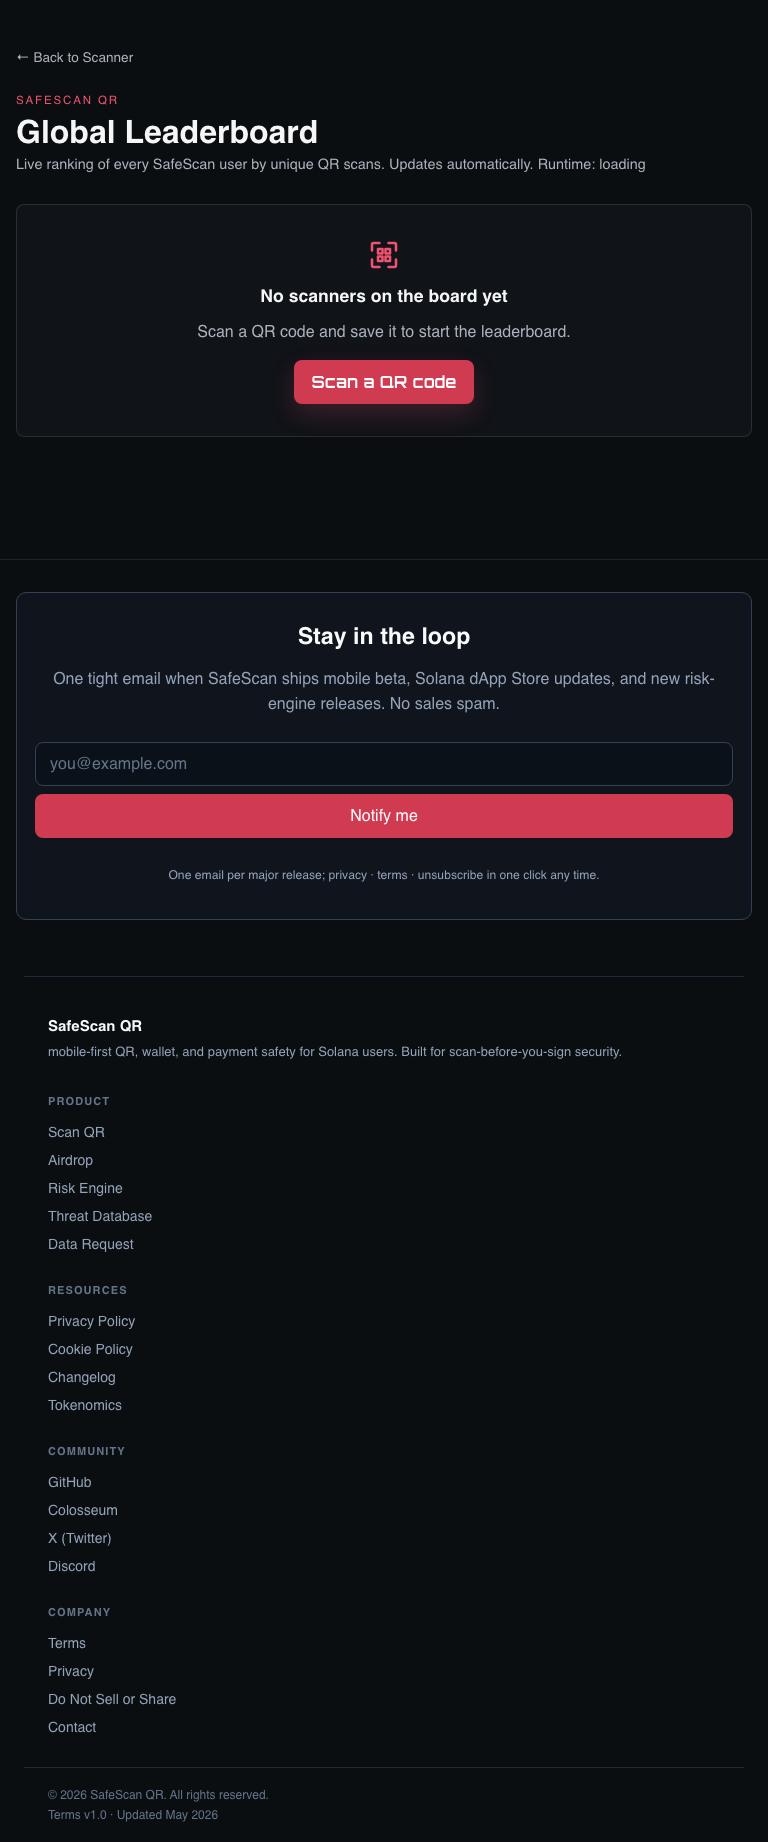 ← Back to Scanner
SAFESCAN QR
Global Leaderboard
Live ranking of every SafeScan user by unique QR scans. Updates automatically. Runtime: loading
No scanners on the board yet
Scan a QR code and save it to start the leaderboard.
Scan a QR code
Stay in the loop
One tight email when SafeScan ships mobile beta, Solana dApp Store updates, and new risk-
engine releases. No sales spam.
you@example.com
Notify me
One email per major release; privacy · terms · unsubscribe in one click any time.
SafeScan QR
mobile-first QR, wallet, and payment safety for Solana users. Built for scan-before-you-sign security.
PRODUCT
Scan QR
Airdrop
Risk Engine
Threat Database
Data Request
RESOURCES
Privacy Policy
Cookie Policy
Changelog
Tokenomics
COMMUNITY
GitHub
Colosseum
X (Twitter)
Discord
COMPANY
Terms
Privacy
Do Not Sell or Share
Contact
© 2026 SafeScan QR. All rights reserved.
Terms v1.0 · Updated May 2026